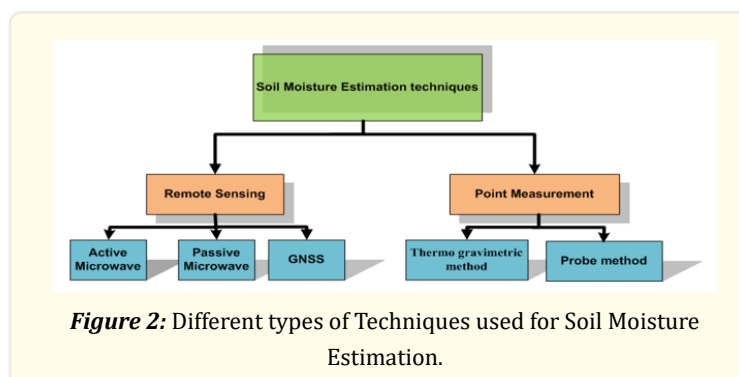 Soil Moisture Estimation techniques
Remote Sensing
Point Measurement
Active
Microwave
Passive
Microwave
GNSS
Thermo gravimetric
method
Probe method
Figure 2: Different types of Techniques used for Soil Moisture
Estimation.